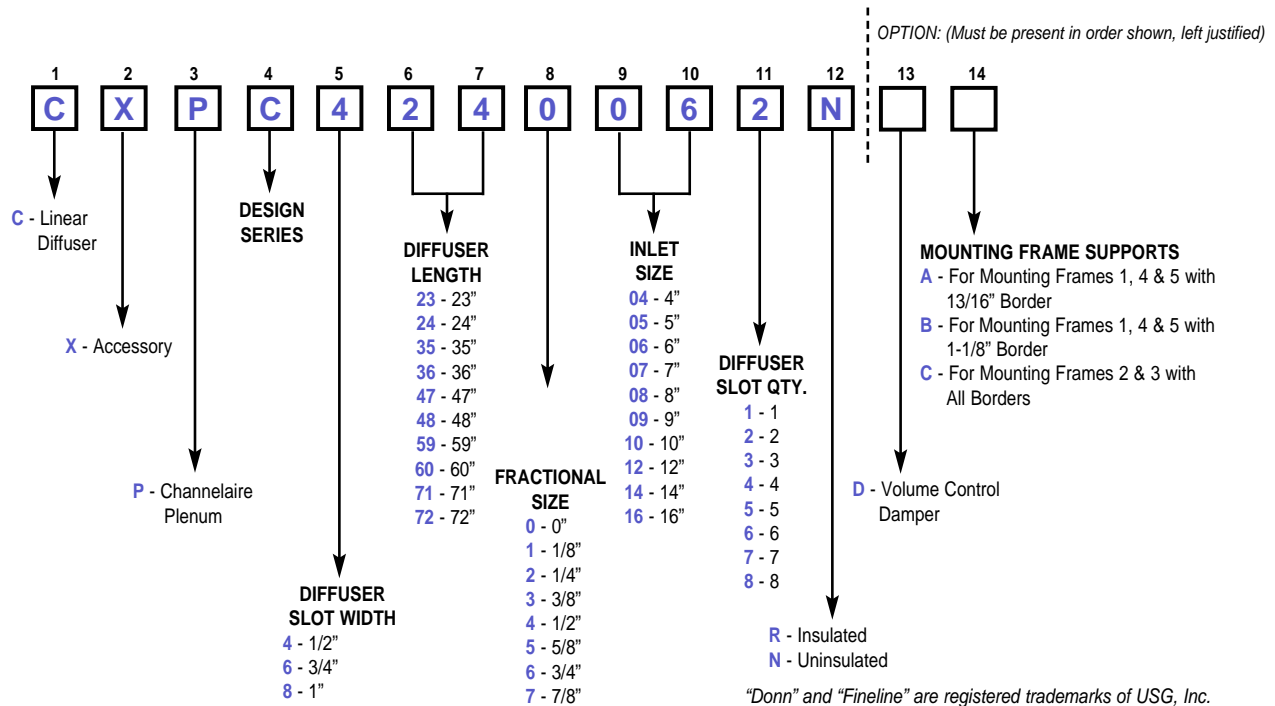 OPTION: (Must be present in order shown, left justified)
1 2 3 4 5 6 7 8 9 10 11 12 13 14
C X P C 4 2 4 0 0 6 2 N
C - Linear
Diffuser
X - Accessory
P - Channelaire
Plenum
DESIGN
SERIES
DIFFUSER
SLOT WIDTH
4 - 1/2”
6 - 3/4”
8 - 1”
DIFFUSER
LENGTH
23 - 23”
24 - 24”
35 - 35”
36 - 36”
47 - 47”
48 - 48”
59 - 59”
60 - 60”
71 - 71”
72 - 72”
FRACTIONAL
SIZE
0 - 0”
1 - 1/8”
2 - 1/4”
3 - 3/8”
4 - 1/2”
5 - 5/8”
6 - 3/4”
7 - 7/8”
INLET
SIZE
04 - 4”
05 - 5”
06 - 6”
07 - 7”
08 - 8”
09 - 9”
10 - 10”
12 - 12”
14 - 14”
16 - 16”
DIFFUSER
SLOT QTY.
1 - 1
2 - 2
3 - 3
4 - 4
5 - 5
6 - 6
7 - 7
8 - 8
R - Insulated
N - Uninsulated
D - Volume Control
Damper
MOUNTING FRAME SUPPORTS
A - For Mounting Frames 1, 4 & 5 with
13/16” Border
B - For Mounting Frames 1, 4 & 5 with
1-1/8” Border
C - For Mounting Frames 2 & 3 with
All Borders
“Donn” and “Fineline” are registered trademarks of USG, Inc.